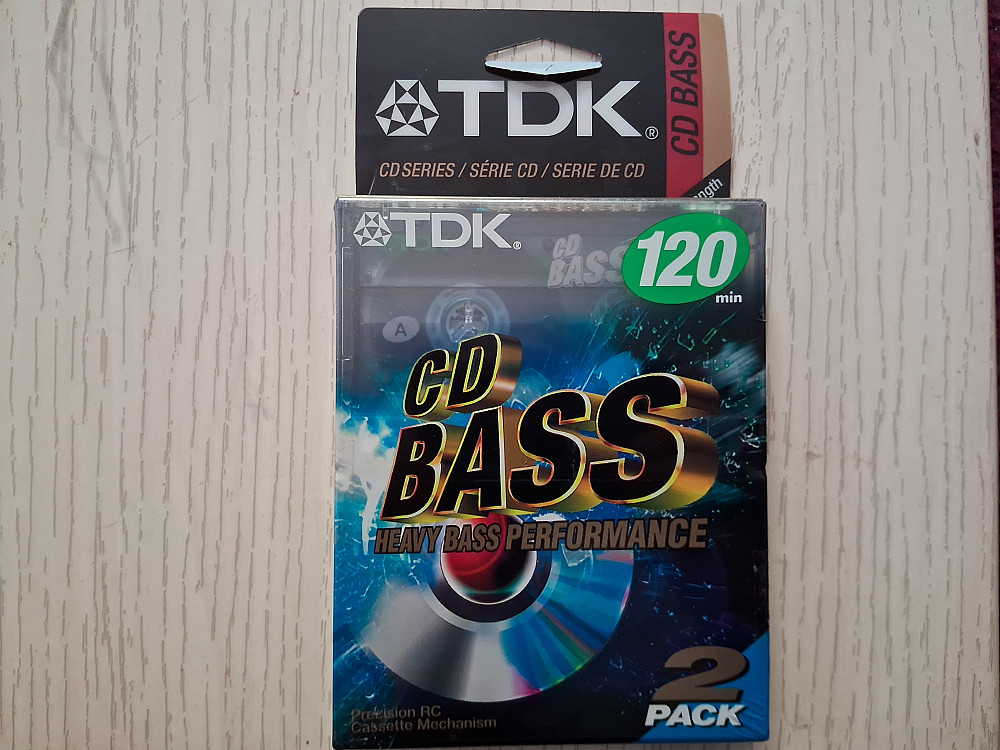 TDK®
CD BASS
CD SERIES / SÉRIE CD / SERIE DE CD
TDK®
CD
BASS
120
min
A
CD
BASS
HEAVY BASS PERFORMANCE
2
PACK
Precision RC
Cassette Mechanism